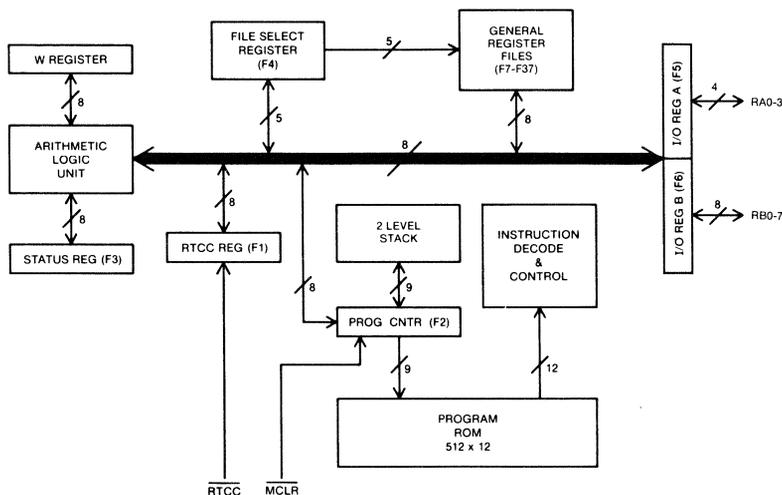 FILE SELECT
REGISTER
(F4)
5
GENERAL
REGISTER
FILES
(F7-F37)
W REGISTER
8
5
8
I/O REG A (F5)
4
RA0-3
ARITHMETIC
LOGIC
UNIT
8
8
8
I/O REG B (F6)
8
RB0-7
STATUS REG (F3)
RTCC REG (F1)
2 LEVEL
STACK
INSTRUCTION
DECODE
&
CONTROL
8
9
PROG CNTR (F2)
9
12
PROGRAM
ROM
512 x 12
RTCC
MCLR